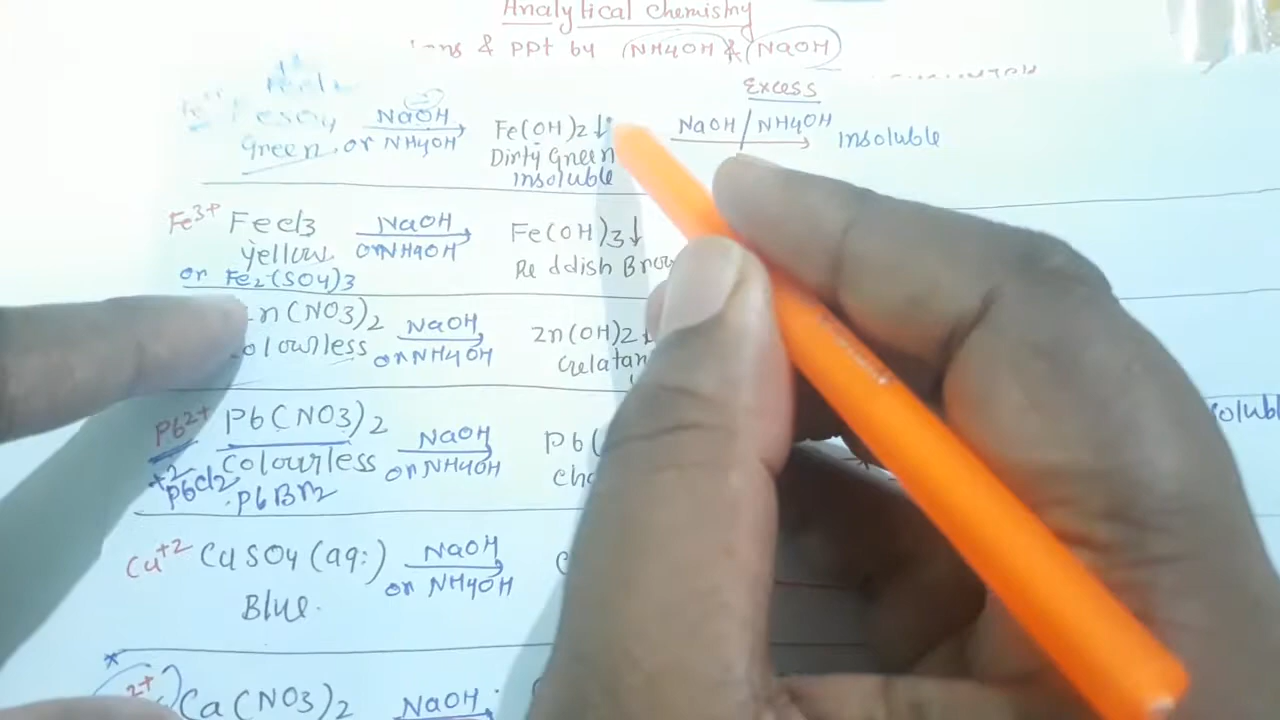 Analytical Chemistry
& ppt by (NH4OH & (NaOH)
Excess
FeSO4 NaOH or NH4OH Fe(OH)2↓ NaOH / NH4OH Insoluble
Green Dirty Green
Insoluble
Fe3+ Fecl3 NaOH or NH4OH Fe(OH)3↓
yellow Reddish Brow
or Fe2(SO4)3
n(NO3)2 NaOH or NH4OH Zn(OH)2↓
olourless Gelatan
Pb2+ Pb(NO3)2 NaOH or NH4OH Pb(
colourless
+2 PbCl2
PbBr2
Cu+2 CuSO4(aq:) NaOH or NH4OH
Blue.
2+ Ca(NO3)2 NaOH